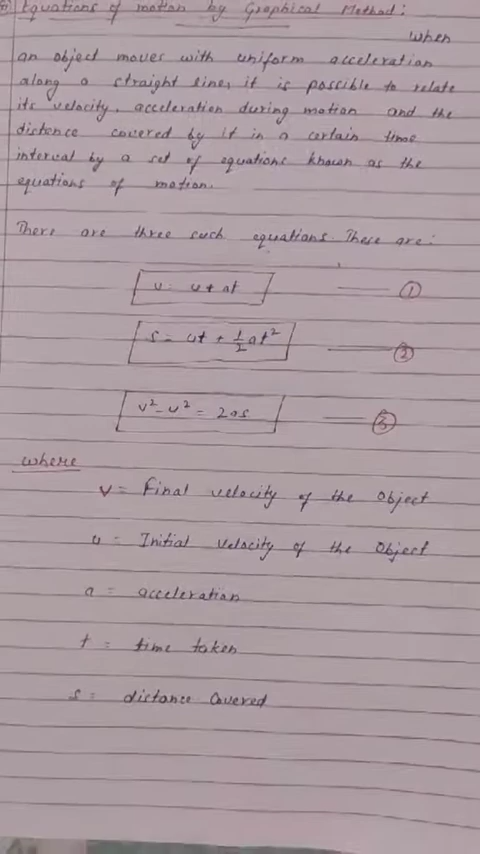 Equations of motion by Graphical Method:
When
an object moves with uniform acceleration
along a straight line, it is possible to relate
its velocity, acceleration during motion and the
distance covered by it in a certain time
interval by a set of equations known as the
equations of motion.
There are three such equations. These are:
v = u + at ①
s = ut + 1/2 at² ②
v² - u² = 2as ③
where
v = Final velocity of the Object
u = Initial velocity of the Object
a = acceleration
t = time taken
s = distance Covered